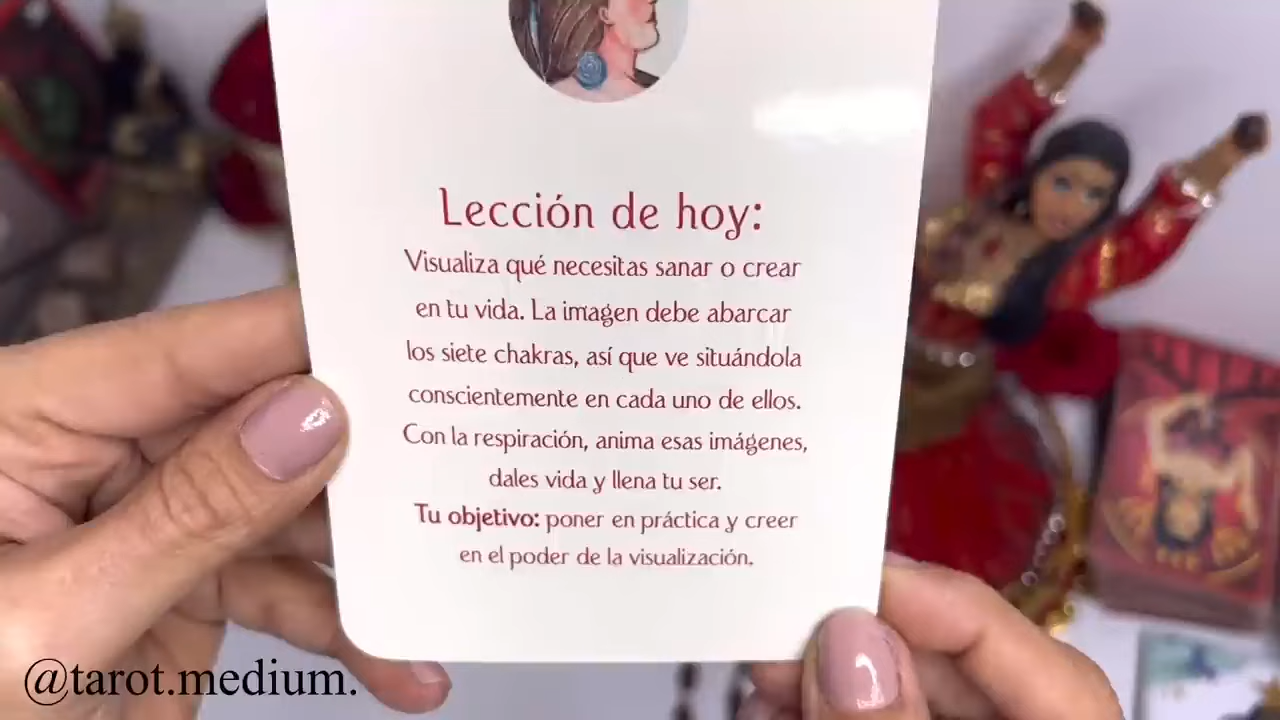 Lección de hoy:
Visualiza qué necesitas sanar o crear
en tu vida. La imagen debe abarcar
los siete chakras, así que ve situándola
conscientemente en cada uno de ellos.
Con la respiración, anima esas imágenes,
dales vida y llena tu ser.
Tu objetivo: poner en práctica y creer
en el poder de la visualización.
@tarot.medium.